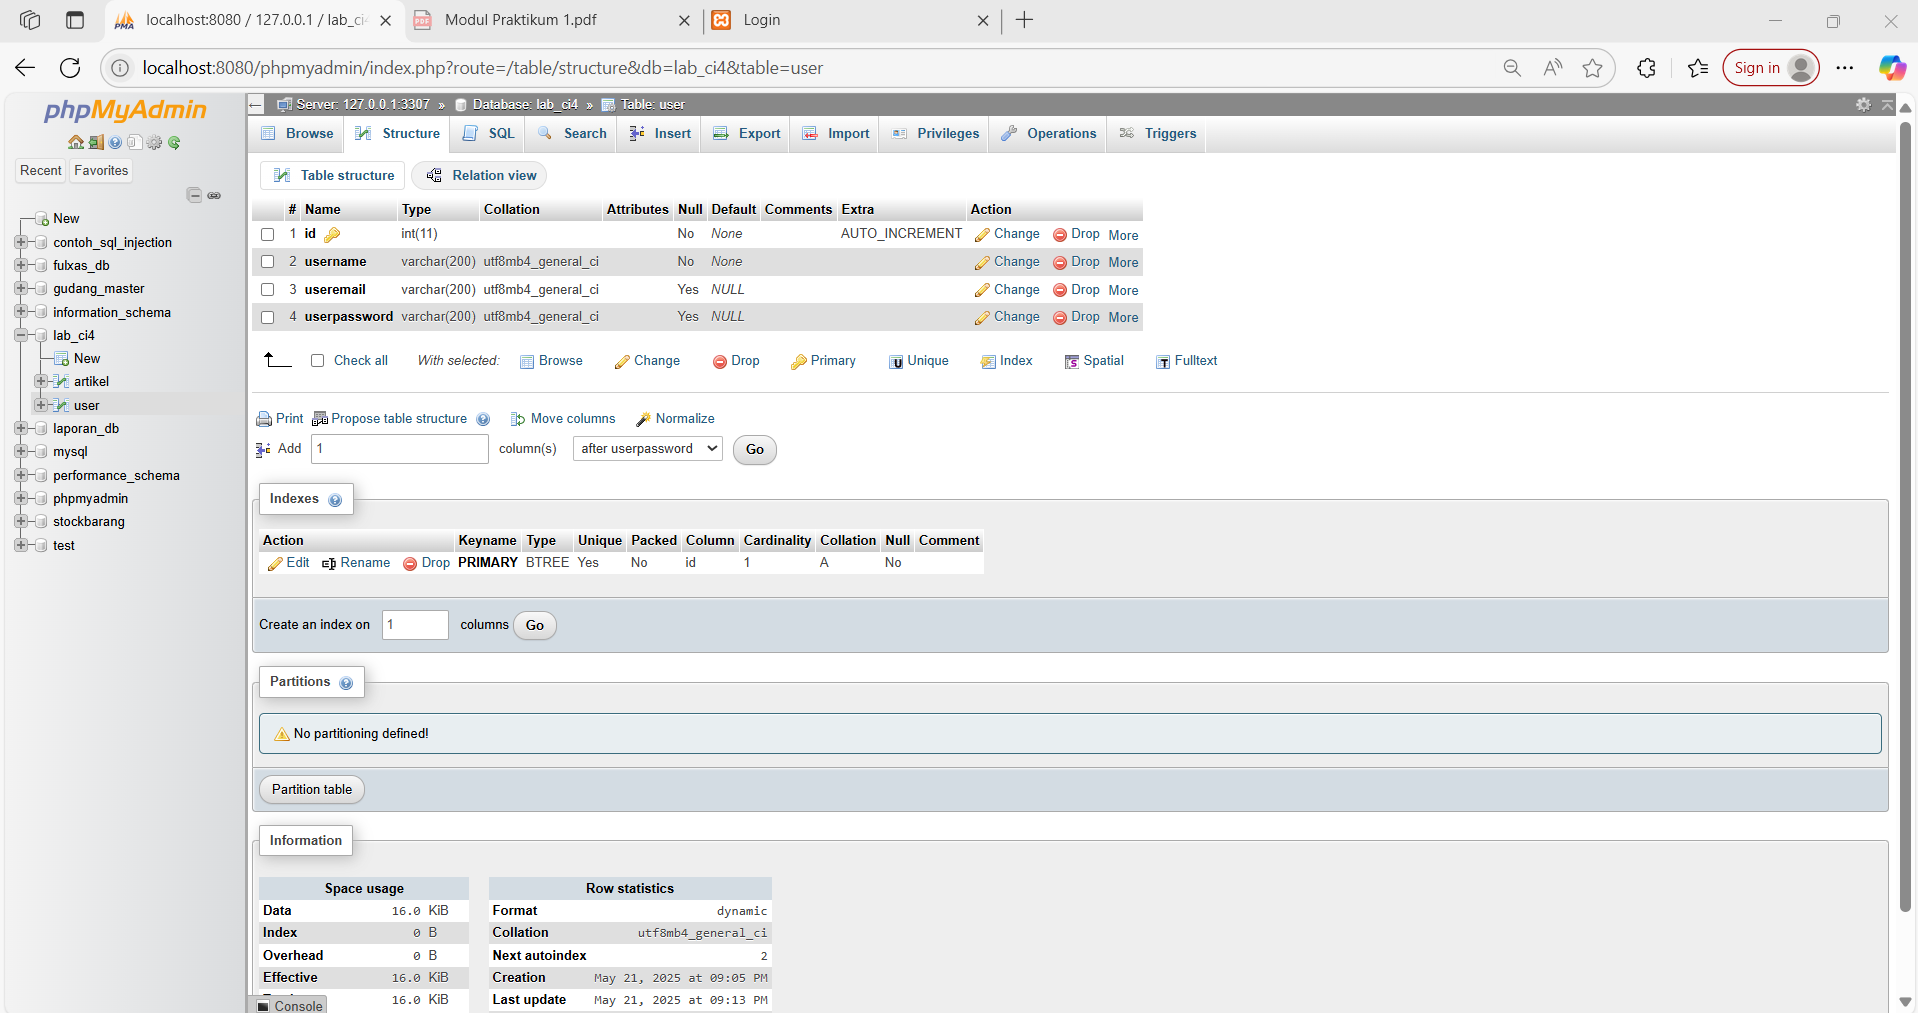 localhost:8080 / 127.0.0.1 / lab_ci
Modul Praktikum 1.pdf
Login
localhost:8080/phpmyadmin/index.php?route=/table/structure&db=lab_ci4&table=user
Sign in
phpMyAdmin
Recent Favorites
New
contoh_sql_injection
fulxas_db
gudang_master
information_schema
lab_ci4
New
artikel
user
laporan_db
mysql
performance_schema
phpmyadmin
stockbarang
test
Server: 127.0.0.1:3307 » Database: lab_ci4 » Table: user
Browse Structure SQL Search Insert Export Import Privileges Operations Triggers
Table structure Relation view
# Name Type Collation Attributes Null Default Comments Extra Action
1 id int(11) No None AUTO_INCREMENT Change Drop More
2 username varchar(200) utf8mb4_general_ci No None Change Drop More
3 useremail varchar(200) utf8mb4_general_ci Yes NULL Change Drop More
4 userpassword varchar(200) utf8mb4_general_ci Yes NULL Change Drop More
Check all With selected: Browse Change Drop Primary Unique Index Spatial Fulltext
Print Propose table structure Move columns Normalize
Add 1 column(s) after userpassword Go
Indexes
Action Keyname Type Unique Packed Column Cardinality Collation Null Comment
Edit Rename Drop PRIMARY BTREE Yes No id 1 A No
Create an index on 1 columns Go
Partitions
No partitioning defined!
Partition table
Information
Space usage
Data 16.0 KiB
Index 0 B
Overhead 0 B
Effective 16.0 KiB
16.0 KiB
Row statistics
Format dynamic
Collation utf8mb4_general_ci
Next autoindex 2
Creation May 21, 2025 at 09:05 PM
Last update May 21, 2025 at 09:13 PM
Console